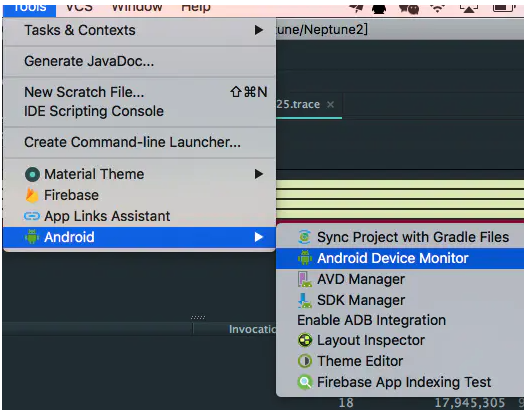 Tools VCS Window Help
Tasks & Contexts
une/Neptune2]
Generate JavaDoc...
New Scratch File... ⇧⌘N
25.trace ×
IDE Scripting Console
Create Command-line Launcher...
Material Theme
Firebase
App Links Assistant
Android
Sync Project with Gradle Files
Android Device Monitor
AVD Manager
SDK Manager
Enable ADB Integration
Invocatio
Layout Inspector
Theme Editor
Firebase App Indexing Test
18 17,945,305